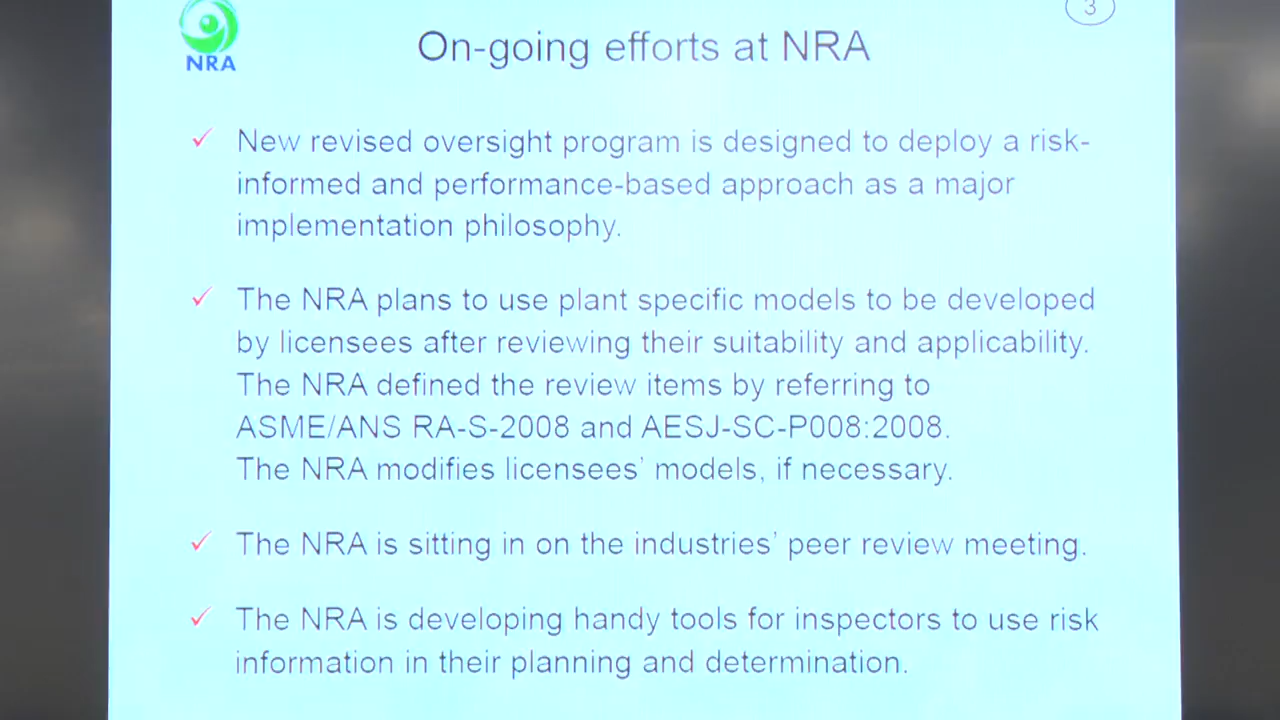 3
NRA
On-going efforts at NRA
✓ New revised oversight program is designed to deploy a risk-
informed and performance-based approach as a major
implementation philosophy.
✓ The NRA plans to use plant specific models to be developed
by licensees after reviewing their suitability and applicability.
The NRA defined the review items by referring to
ASME/ANS RA-S-2008 and AESJ-SC-P008:2008.
The NRA modifies licensees' models, if necessary.
✓ The NRA is sitting in on the industries' peer review meeting.
✓ The NRA is developing handy tools for inspectors to use risk
information in their planning and determination.